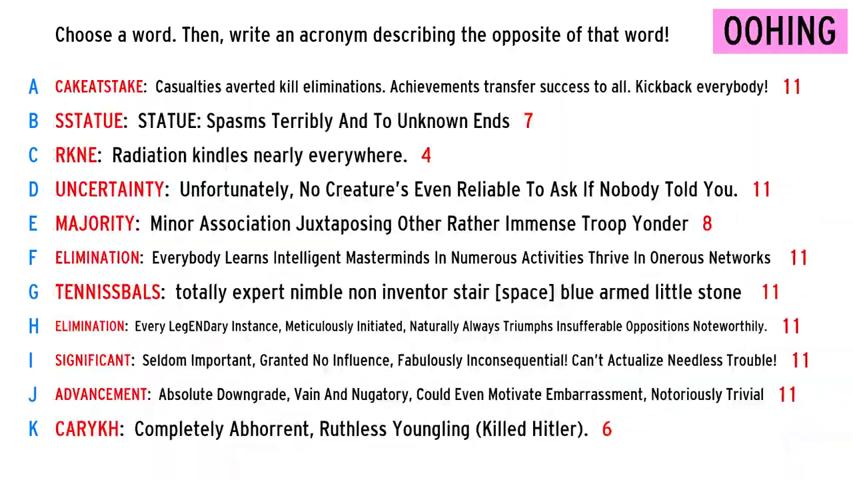 Choose a word. Then, write an acronym describing the opposite of that word!
OOHING
A CAKEATSTAKE: Casualties averted kill eliminations. Achievements transfer success to all. Kickback everybody! 11
B SSTATUE: STATUE: Spasms Terribly And To Unknown Ends 7
C RKNE: Radiation kindles nearly everywhere. 4
D UNCERTAINTY: Unfortunately, No Creature's Even Reliable To Ask If Nobody Told You. 11
E MAJORITY: Minor Association Juxtaposing Other Rather Immense Troop Yonder 8
F ELIMINATION: Everybody Learns Intelligent Masterminds In Numerous Activities Thrive In Onerous Networks 11
G TENNISSBALS: totally expert nimble non inventor stair [space] blue armed little stone 11
H ELIMINATION: Every LegENDary Instance, Meticulously Initiated, Naturally Always Triumphs Insufferable Oppositions Noteworthily. 11
I SIGNIFICANT: Seldom Important, Granted No Influence, Fabulously Inconsequential! Can't Actualize Needless Trouble! 11
J ADVANCEMENT: Absolute Downgrade, Vain And Nugatory, Could Even Motivate Embarrassment, Notoriously Trivial 11
K CARYKH: Completely Abhorrent, Ruthless Youngling (Killed Hitler). 6